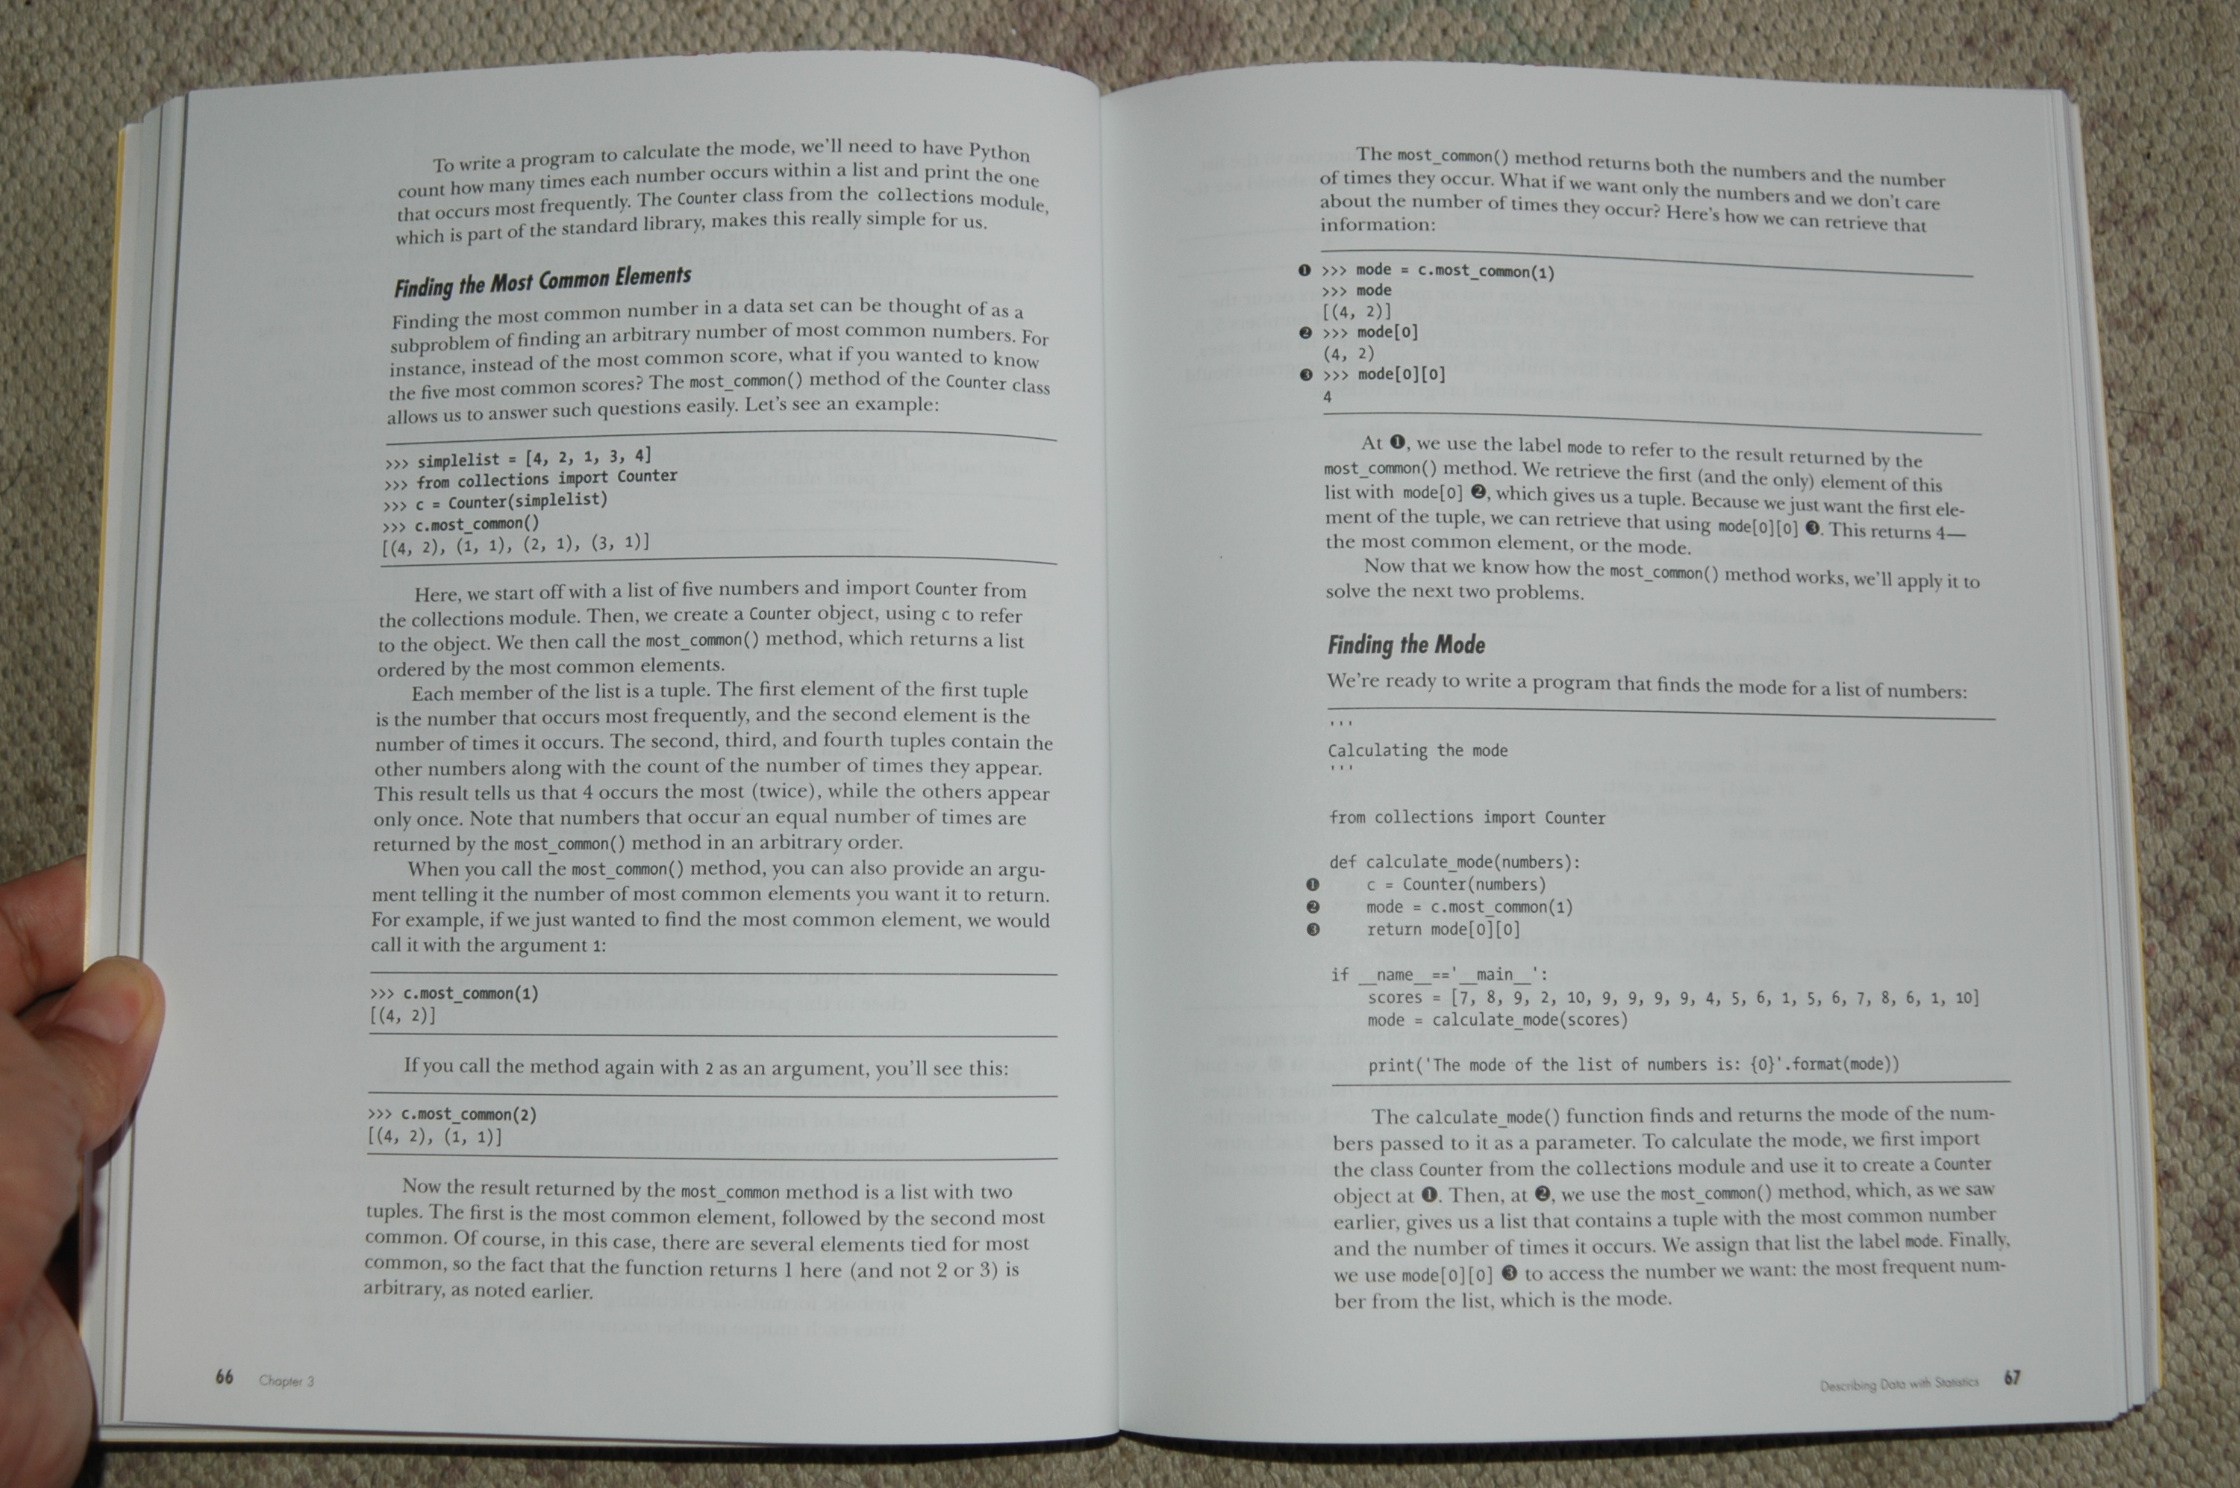 To write a program to calculate the mode, we'll need to have Python
count how many times each number occurs within a list and print the one
that occurs most frequently. The Counter class from the collections module,
which is part of the standard library, makes this really simple for us.
Finding the Most Common Elements
Finding the most common number in a data set can be thought of as a
subproblem of finding an arbitrary number of most common numbers. For
instance, instead of the most common score, what if you wanted to know
the five most common scores? The most_common() method of the Counter class
allows us to answer such questions easily. Let's see an example:
>>> simplelist = [4, 2, 1, 3, 4]
>>> from collections import Counter
>>> c = Counter(simplelist)
>>> c.most_common()
[(4, 2), (1, 1), (2, 1), (3, 1)]
Here, we start off with a list of five numbers and import Counter from
the collections module. Then, we create a Counter object, using c to refer
to the object. We then call the most_common() method, which returns a list
ordered by the most common elements.
Each member of the list is a tuple. The first element of the first tuple
is the number that occurs most frequently, and the second element is the
number of times it occurs. The second, third, and fourth tuples contain the
other numbers along with the count of the number of times they appear.
This result tells us that 4 occurs the most (twice), while the others appear
only once. Note that numbers that occur an equal number of times are
returned by the most_common() method in an arbitrary order.
When you call the most_common() method, you can also provide an argu-
ment telling it the number of most common elements you want it to return.
For example, if we just wanted to find the most common element, we would
call it with the argument 1:
>>> c.most_common(1)
[(4, 2)]
If you call the method again with 2 as an argument, you'll see this:
>>> c.most_common(2)
[(4, 2), (1, 1)]
Now the result returned by the most_common method is a list with two
tuples. The first is the most common element, followed by the second most
common. Of course, in this case, there are several elements tied for most
common, so the fact that the function returns 1 here (and not 2 or 3) is
arbitrary, as noted earlier.
66 Chapter 3
The most_common() method returns both the numbers and the number
of times they occur. What if we want only the numbers and we don't care
about the number of times they occur? Here's how we can retrieve that
information:
❶ >>> mode = c.most_common(1)
>>> mode
[(4, 2)]
❷ >>> mode[0]
(4, 2)
❸ >>> mode[0][0]
4
At ❶, we use the label mode to refer to the result returned by the
most_common() method. We retrieve the first (and the only) element of this
list with mode[0] ❷, which gives us a tuple. Because we just want the first ele-
ment of the tuple, we can retrieve that using mode[0][0] ❸. This returns 4—
the most common element, or the mode.
Now that we know how the most_common() method works, we'll apply it to
solve the next two problems.
Finding the Mode
We're ready to write a program that finds the mode for a list of numbers:
'''
Calculating the mode
'''
from collections import Counter
def calculate_mode(numbers):
❶ c = Counter(numbers)
❷ mode = c.most_common(1)
❸ return mode[0][0]
if __name__=='__main__':
scores = [7, 8, 9, 2, 10, 9, 9, 9, 9, 4, 5, 6, 1, 5, 6, 7, 8, 6, 1, 10]
mode = calculate_mode(scores)
print('The mode of the list of numbers is: {0}'.format(mode))
The calculate_mode() function finds and returns the mode of the num-
bers passed to it as a parameter. To calculate the mode, we first import
the class Counter from the collections module and use it to create a Counter
object at ❶. Then, at ❷, we use the most_common() method, which, as we saw
earlier, gives us a list that contains a tuple with the most common number
and the number of times it occurs. We assign that list the label mode. Finally,
we use mode[0][0] ❸ to access the number we want: the most frequent num-
ber from the list, which is the mode.
Describing Data with Statistics 67